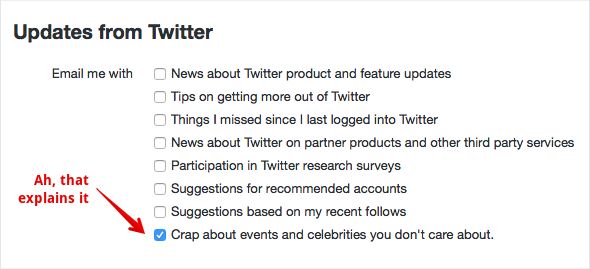 Updates from Twitter
Email me with
News about Twitter product and feature updates
Tips on getting more out of Twitter
Things I missed since I last logged into Twitter
News about Twitter on partner products and other third party services
Participation in Twitter research surveys
Suggestions for recommended accounts
Suggestions based on my recent follows
Crap about events and celebrities you don't care about.
Ah, that
explains it